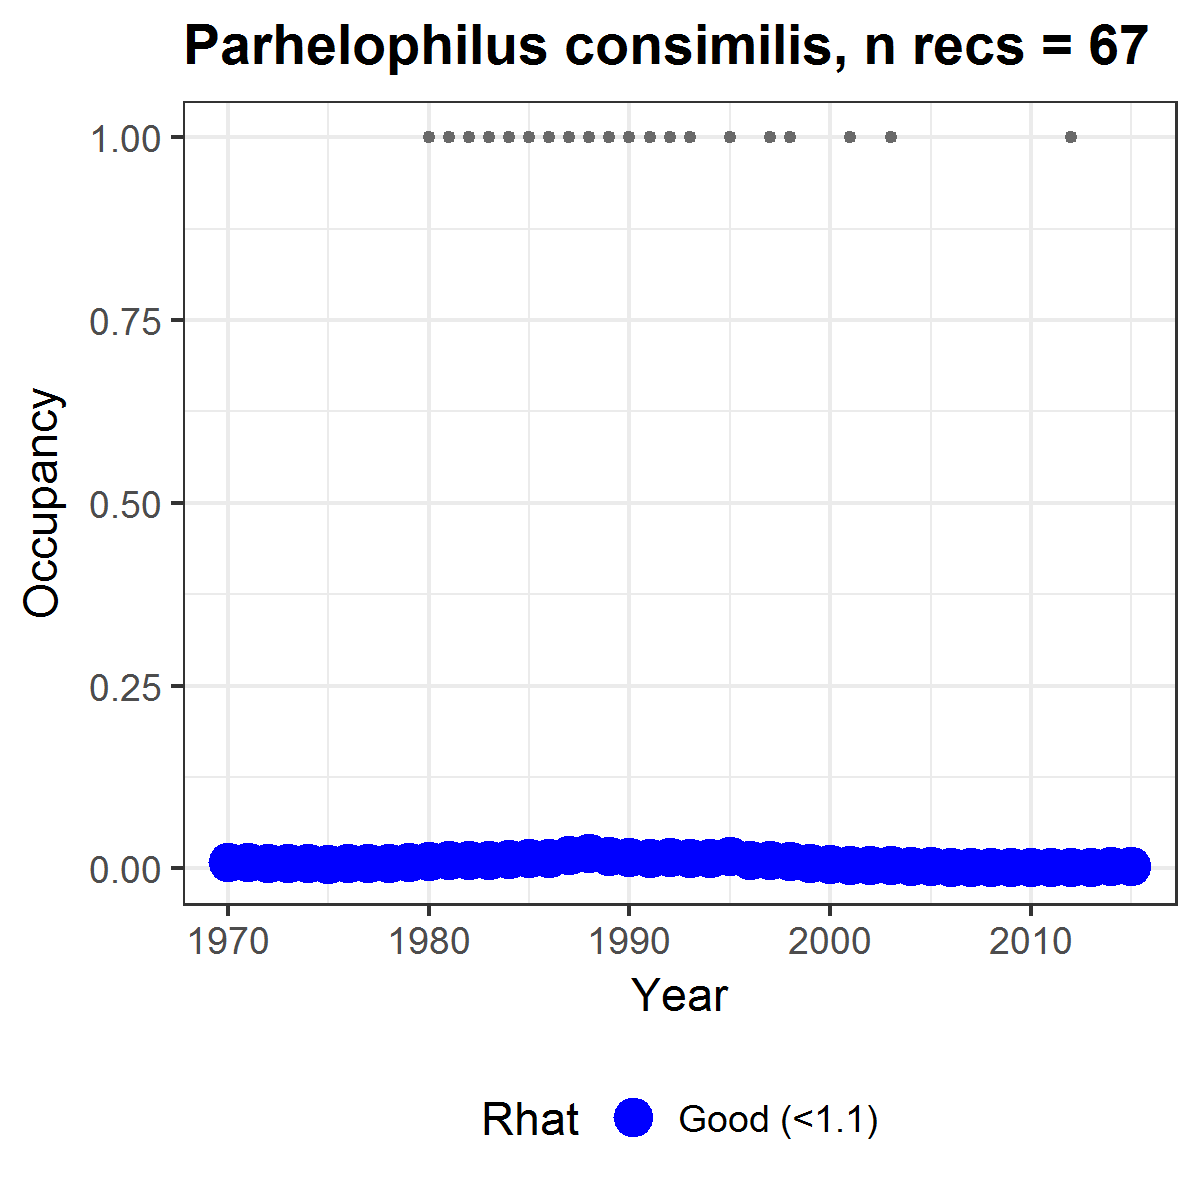 Parhelophilus consimilis, n recs = 67
1.00
0.75
0.50
0.25
0.00
Occupancy
1970 1980 1990 2000 2010
Year
Rhat Good (<1.1)